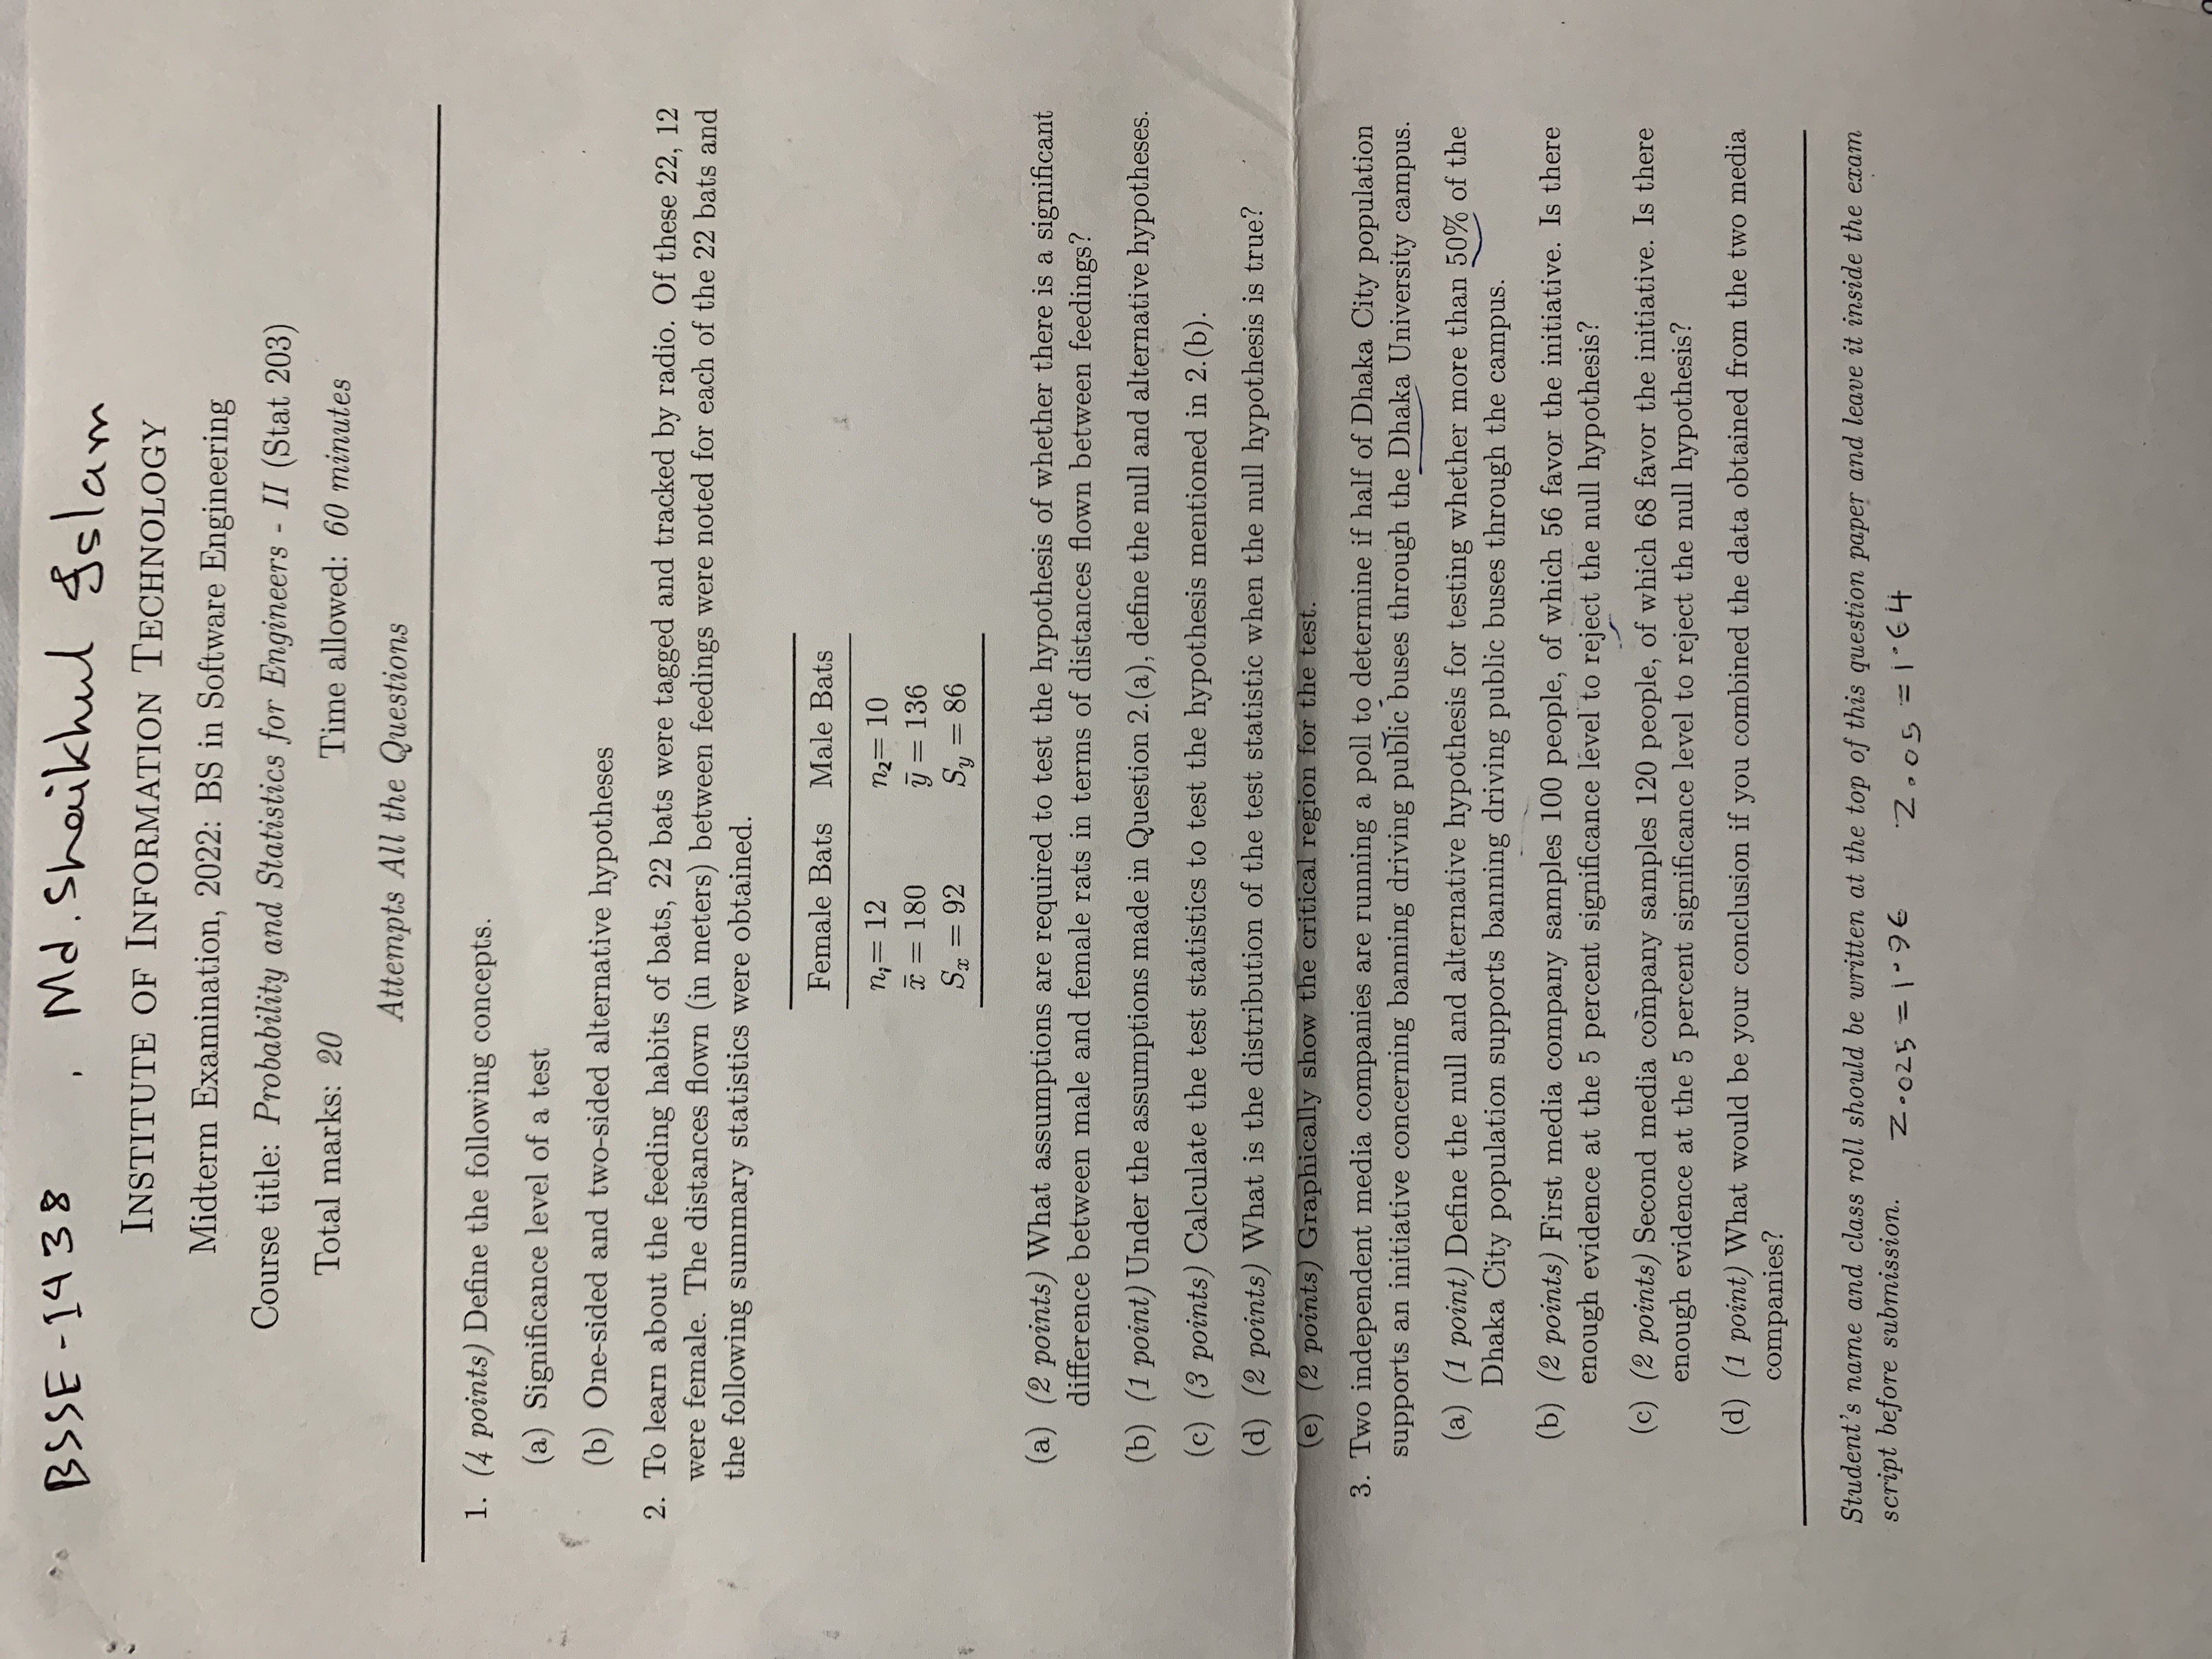 BSSE-1438 , Md. Shaikhul Islam
INSTITUTE OF INFORMATION TECHNOLOGY
Midterm Examination, 2022: BS in Software Engineering
Course title: Probability and Statistics for Engineers - II (Stat 203)
Total marks: 20 Time allowed: 60 minutes
Attempts All the Questions
1. (4 points) Define the following concepts.
(a) Significance level of a test
(b) One-sided and two-sided alternative hypotheses
2. To learn about the feeding habits of bats, 22 bats were tagged and tracked by radio. Of these 22, 12
were female. The distances flown (in meters) between feedings were noted for each of the 22 bats and
the following summary statistics were obtained.
Female Bats Male Bats
n₁= 12 n₂= 10
x̄ = 180 ȳ = 136
Sₓ = 92 S_y = 86
(a) (2 points) What assumptions are required to test the hypothesis of whether there is a significant
difference between male and female rats in terms of distances flown between feedings?
(b) (1 point) Under the assumptions made in Question 2.(a), define the null and alternative hypotheses.
(c) (3 points) Calculate the test statistics to test the hypothesis mentioned in 2.(b).
(d) (2 points) What is the distribution of the test statistic when the null hypothesis is true?
(e) (2 points) Graphically show the critical region for the test.
3. Two independent media companies are running a poll to determine if half of Dhaka City population
supports an initiative concerning banning driving public buses through the Dhaka University campus.
(a) (1 point) Define the null and alternative hypothesis for testing whether more than 50% of the
Dhaka City population supports banning driving public buses through the campus.
(b) (2 points) First media company samples 100 people, of which 56 favor the initiative. Is there
enough evidence at the 5 percent significance level to reject the null hypothesis?
(c) (2 points) Second media company samples 120 people, of which 68 favor the initiative. Is there
enough evidence at the 5 percent significance level to reject the null hypothesis?
(d) (1 point) What would be your conclusion if you combined the data obtained from the two media
companies?
Student's name and class roll should be written at the top of this question paper and leave it inside the exam
script before submission. Z.025 = 1.96 Z.05 = 1.64